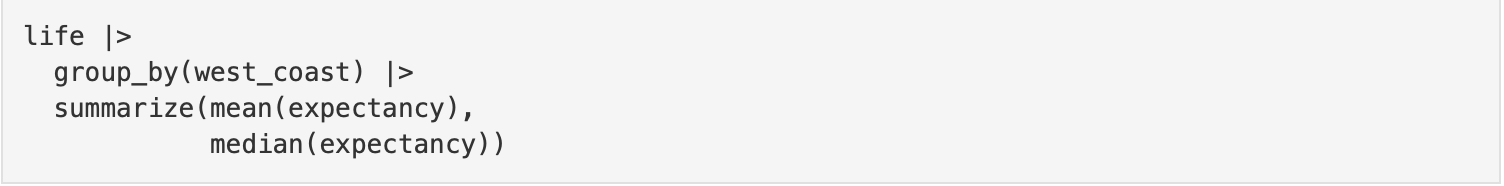 life |>
  group_by(west_coast) |>
  summarize(mean(expectancy),
            median(expectancy))